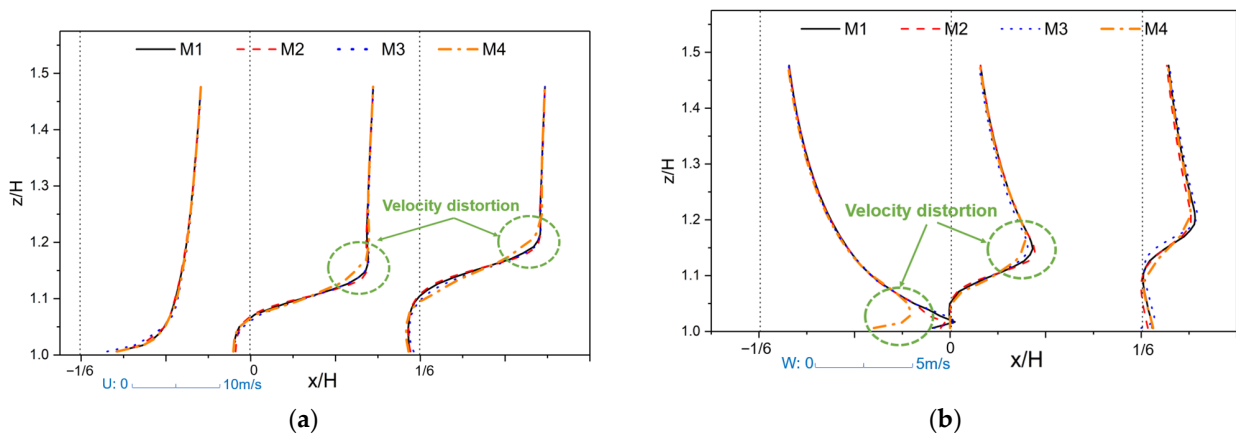 M1 M2 M3 M4
1.5
1.4
1.3
1.2
1.1
1.0
z/H
Velocity distortion
−1/6 0 1/6
x/H
U: 0 10m/s
(a)
M1 M2 M3 M4
1.5
1.4
1.3
1.2
1.1
1.0
z/H
Velocity distortion
−1/6 0 1/6
x/H
W: 0 5m/s
(b)